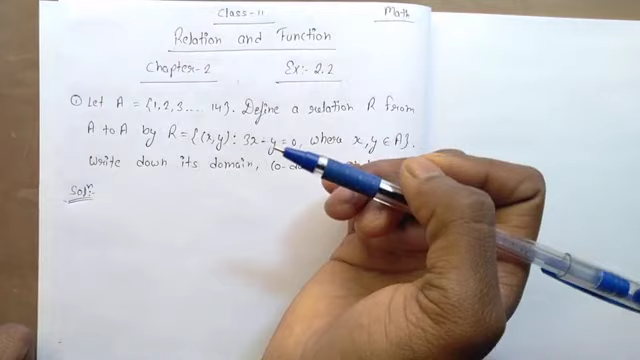 Class-11
Math
Relation and Function
Chapter-2 Ex:- 2.2
① Let A = {1,2,3.... 14}. Define a relation R from
A to A by R = {(x,y): 3x-y=0, where x,y ∈ A}.
Write down its domain,
Solⁿ: